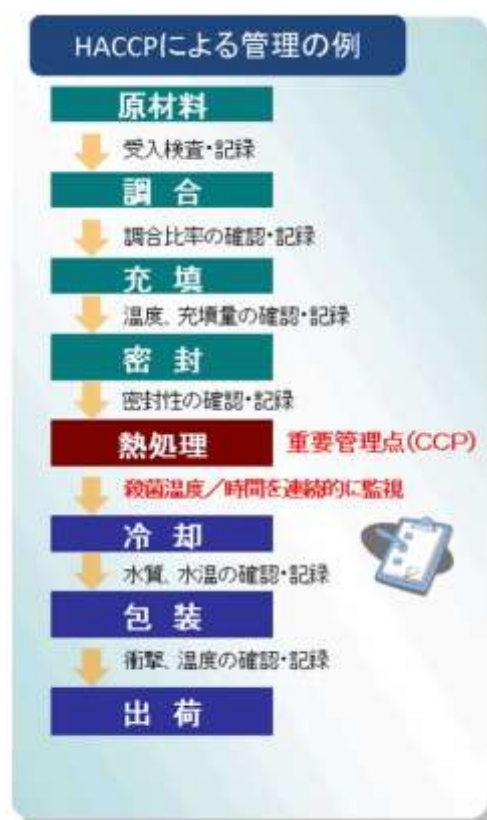 HACCPによる管理の例
原材料
受入検査・記録
調 合
調合比率の確認・記録
充 填
温度、充填量の確認・記録
密 封
密封性の確認・記録
熱処理 重要管理点(CCP)
殺菌温度／時間を連続的に監視
冷 却
水質、水温の確認・記録
包 装
衝撃、温度の確認・記録
出 荷